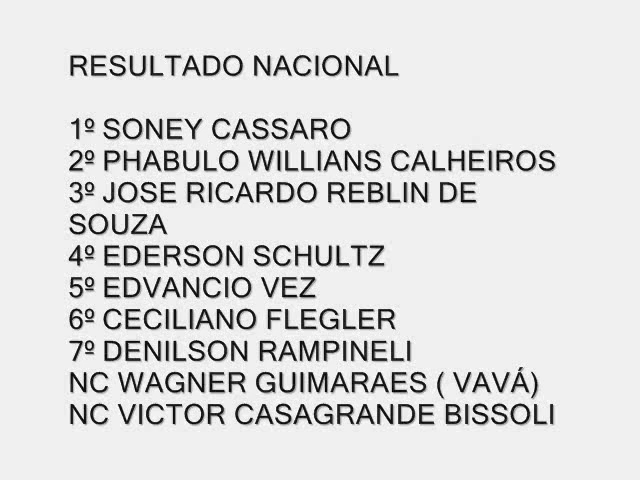 RESULTADO NACIONAL
1º SONEY CASSARO
2º PHABULO WILLIANS CALHEIROS
3º JOSE RICARDO REBLIN DE
SOUZA
4º EDERSON SCHULTZ
5º EDVANCIO VEZ
6º CECILIANO FLEGLER
7º DENILSON RAMPINELI
NC WAGNER GUIMARAES ( VAVÁ)
NC VICTOR CASAGRANDE BISSOLI